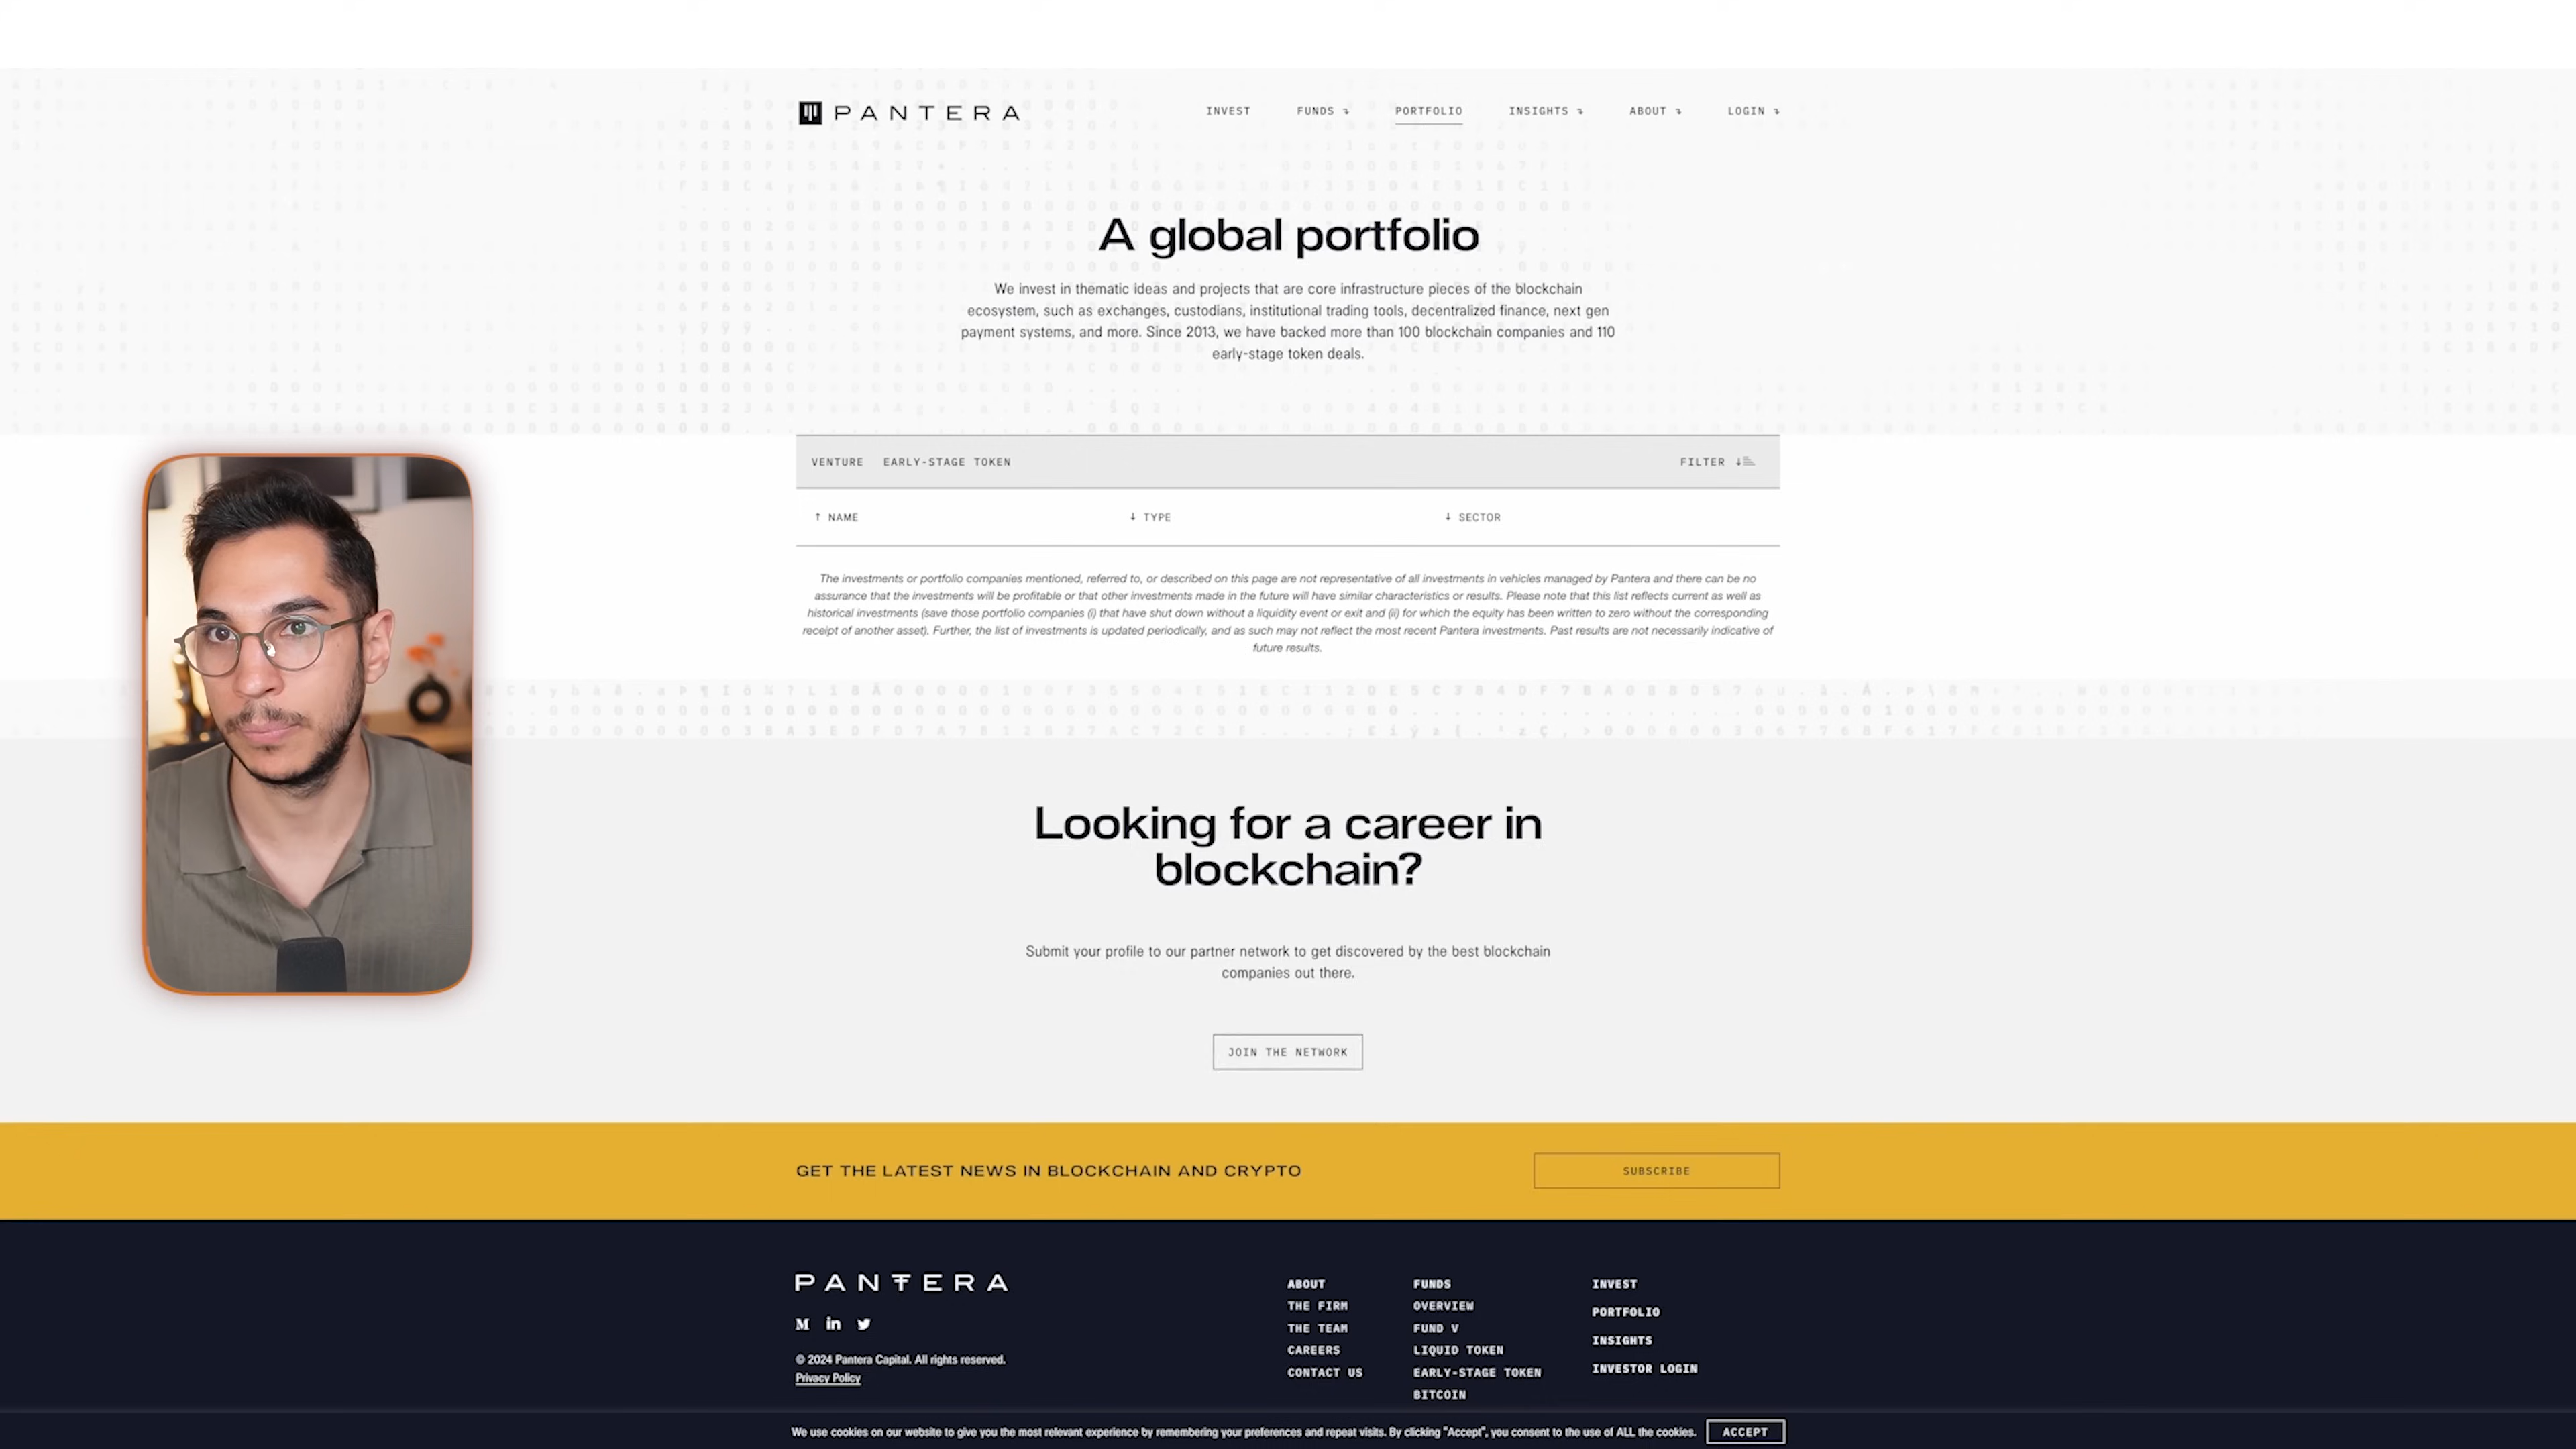 PANTERA
INVEST
FUNDS
PORTFOLIO
INSIGHTS
ABOUT
LOGIN
A global portfolio
We invest in thematic ideas and projects that are core infrastructure pieces of the blockchain
ecosystem, such as exchanges, custodians, institutional trading tools, decentralized finance, next gen
payment systems, and more. Since 2013, we have backed more than 100 blockchain companies and 110
early-stage token deals.
VENTURE
EARLY-STAGE TOKEN
FILTER
↑ NAME
↓ TYPE
↓ SECTOR
The investments or portfolio companies mentioned, referred to, or described on this page are not representative of all investments in vehicles managed by Pantera and there can be no
assurance that the investments will be profitable or that other investments made in the future will have similar characteristics or results. Please note that this list reflects current as well as
historical investments (save those portfolio companies (i) that have shut down without a liquidity event or exit and (ii) for which the equity has been written to zero without the corresponding
receipt of another asset). Further, the list of investments is updated periodically, and as such may not reflect the most recent Pantera investments. Past results are not necessarily indicative of
future results.
Looking for a career in
blockchain?
Submit your profile to our partner network to get discovered by the best blockchain
companies out there.
JOIN THE NETWORK
GET THE LATEST NEWS IN BLOCKCHAIN AND CRYPTO
SUBSCRIBE
PANTERA
© 2024 Pantera Capital. All rights reserved.
Privacy Policy
ABOUT
THE FIRM
THE TEAM
CAREERS
CONTACT US
FUNDS
OVERVIEW
FUND V
LIQUID TOKEN
EARLY-STAGE TOKEN
BITCOIN
INVEST
PORTFOLIO
INSIGHTS
INVESTOR LOGIN
We use cookies on our website to give you the most relevant experience by remembering your preferences and repeat visits. By clicking "Accept", you consent to the use of ALL the cookies.
ACCEPT